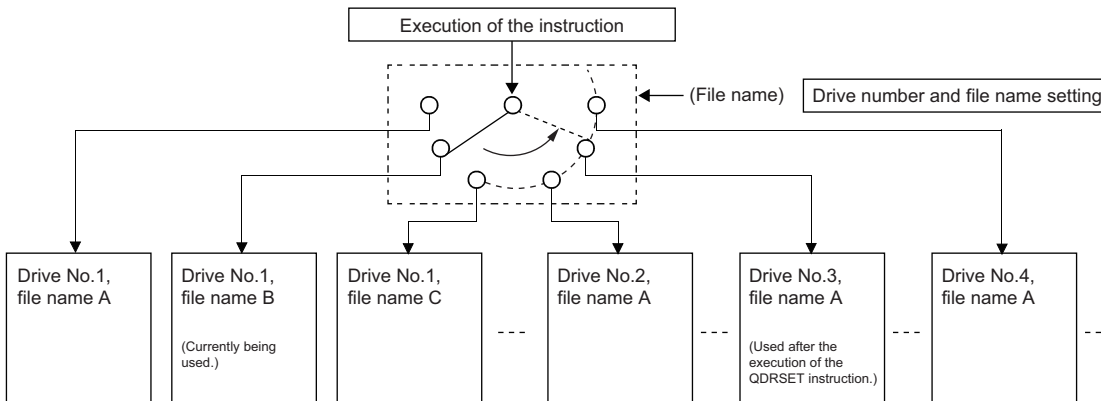 Execution of the instruction
(File name)
Drive number and file name setting
Drive No.1,
file name A
Drive No.1,
file name B
(Currently being
used.)
Drive No.1,
file name C
Drive No.2,
file name A
Drive No.3,
file name A
(Used after the
execution of the
QDRSET instruction.)
Drive No.4,
file name A